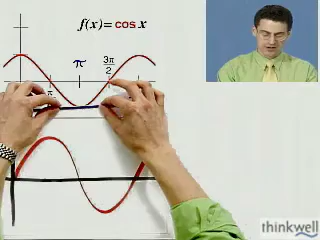 f(x)=cos x
π
3π
2
π
thinkwell